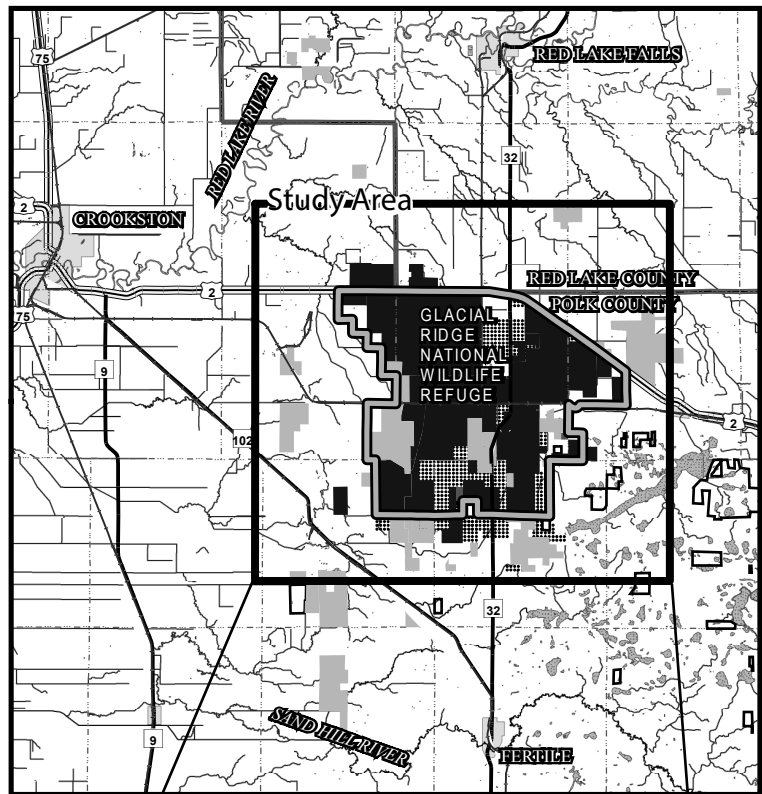 75
RED LAKE FALLS
RED LAKE RIVER
32
Study Area
2
CROOKSTON
RED LAKE COUNTY
2
POLK COUNTY
75
GLACIAL
RIDGE
NATIONAL
WILDLIFE
REFUGE
9
2
102
32
SAND HILL RIVER
9
FERTILE